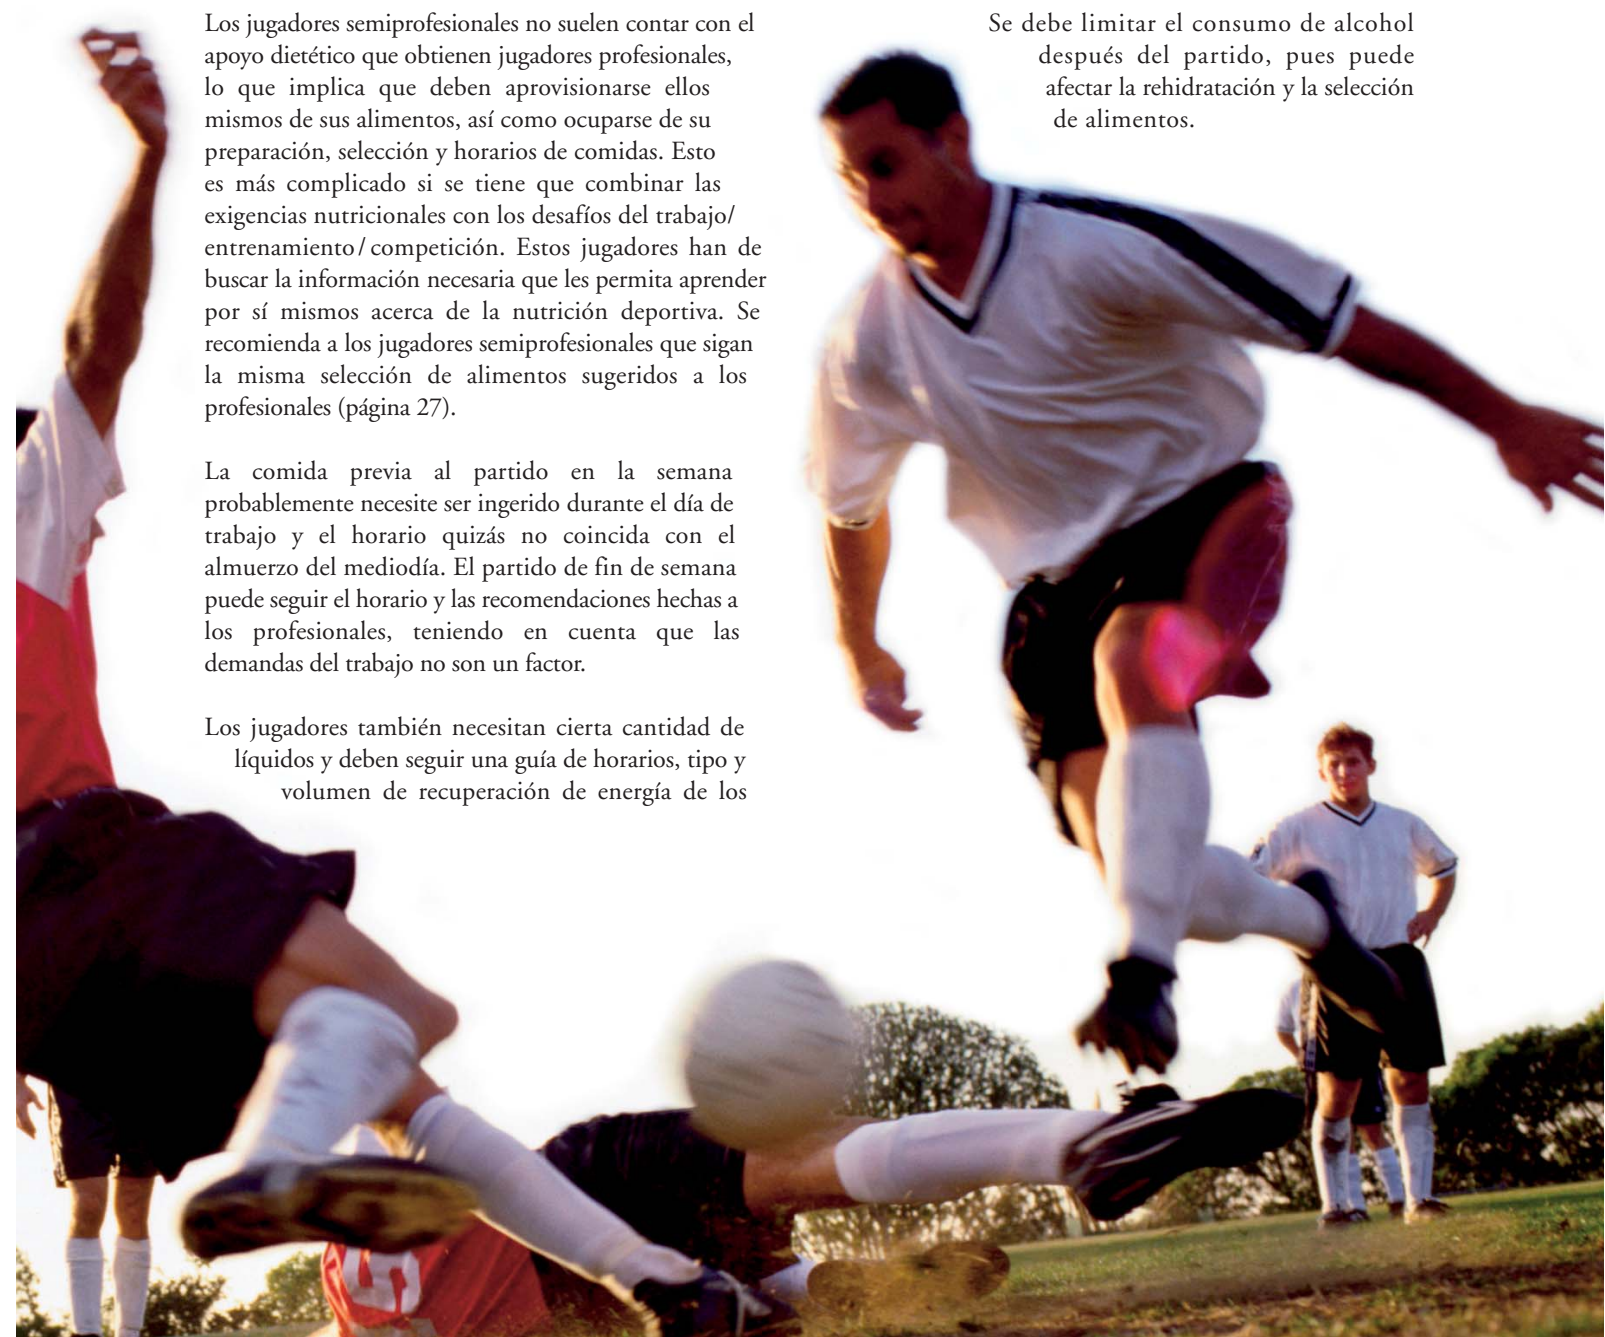 Los jugadores semiprofesionales no suelen contar con el
apoyo dietético que obtienen jugadores profesionales,
lo que implica que deben aprovisionarse ellos
mismos de sus alimentos, así como ocuparse de su
preparación, selección y horarios de comidas. Esto
es más complicado si se tiene que combinar las
exigencias nutricionales con los desafíos del trabajo/
entrenamiento/competición. Estos jugadores han de
buscar la información necesaria que les permita aprender
por sí mismos acerca de la nutrición deportiva. Se
recomienda a los jugadores semiprofesionales que sigan
la misma selección de alimentos sugeridos a los
profesionales (página 27).
La comida previa al partido en la semana
probablemente necesite ser ingerido durante el día de
trabajo y el horario quizás no coincida con el
almuerzo del mediodía. El partido de fin de semana
puede seguir el horario y las recomendaciones hechas a
los profesionales, teniendo en cuenta que las
demandas del trabajo no son un factor.
Los jugadores también necesitan cierta cantidad de
líquidos y deben seguir una guía de horarios, tipo y
volumen de recuperación de energía de los
Se debe limitar el consumo de alcohol
después del partido, pues puede
afectar la rehidratación y la selección
de alimentos.
5